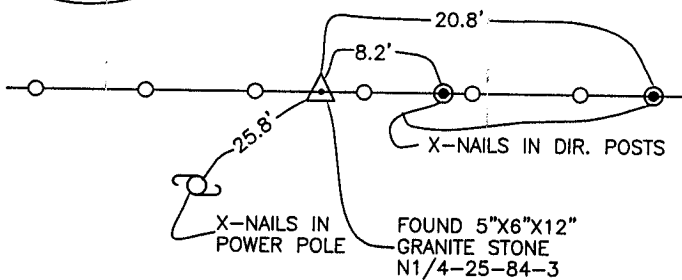 20.8'
8.2'
25.8'
X-NAILS IN DIR. POSTS
X-NAILS IN
POWER POLE
FOUND 5"X6"X12"
GRANITE STONE
N1/4-25-84-3